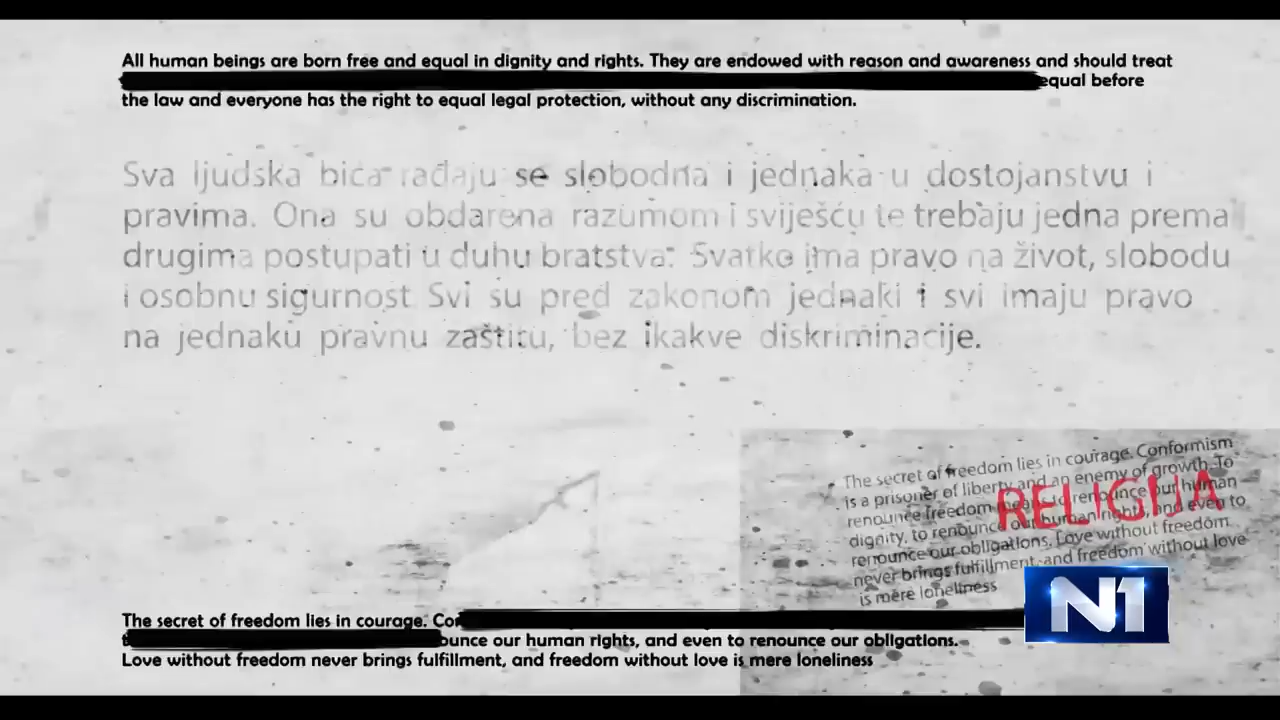 All human beings are born free and equal in dignity and rights. They are endowed with reason and awareness and should treat
equal before
the law and everyone has the right to equal legal protection, without any discrimination.
Sva ljudska bića rađaju se slobodna i jednaka u dostojanstvu i
pravima. Ona su obdarena razumom i sviješću te trebaju jedna prema
drugima postupati u duhu bratstva. Svatko ima pravo na život, slobodu
i osobnu sigurnost. Svi su pred zakonom jednaki i svi imaju pravo
na jednaku pravnu zaštitu, bez ikakve diskriminacije.
The secret of freedom lies in courage. Conformism
is a prisoner of liberty and an enemy of growth. To
renounce freedom means to renounce our human
dignity, to renounce our human rights, and even to
renounce our obligations. Love without freedom
never brings fulfillment, and freedom without love
is mere loneliness
RELIGIJA
N1
The secret of freedom lies in courage.
ounce our human rights, and even to renounce our obligations.
Love without freedom never brings fulfillment, and freedom without love is mere loneliness